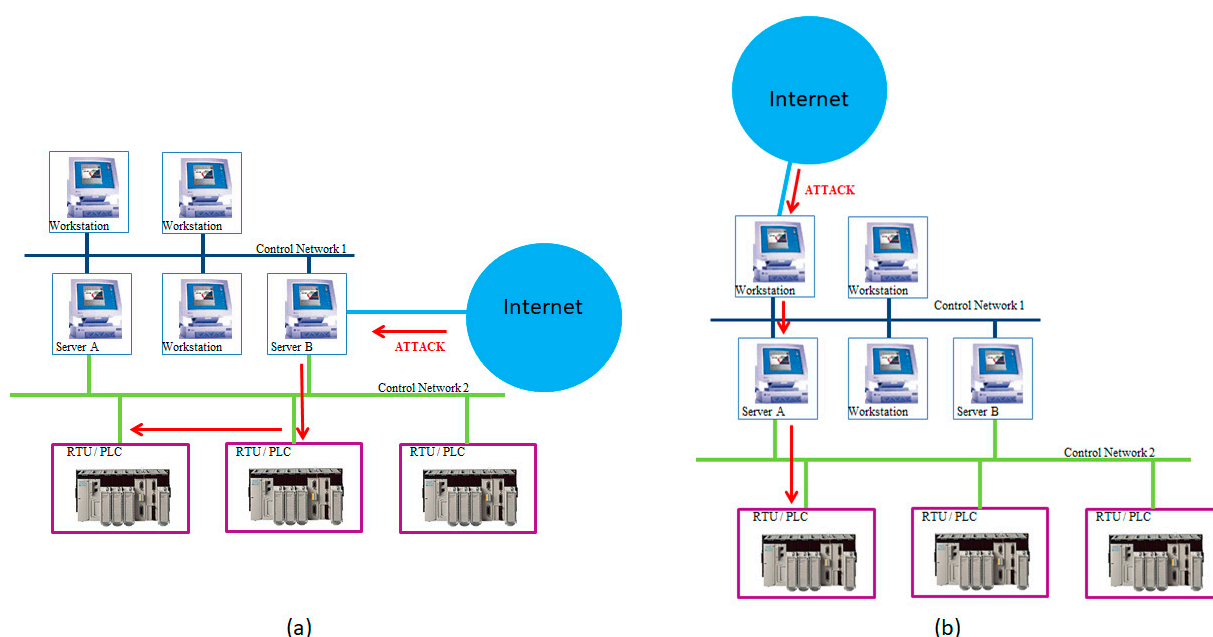 Workstation
Workstation
Control Network 1
Server A
Workstation
Server B
Internet
ATTACK
Control Network 2
RTU / PLC
RTU / PLC
RTU / PLC
(a)
Internet
ATTACK
Workstation
Workstation
Control Network 1
Server A
Workstation
Server B
Control Network 2
RTU / PLC
RTU / PLC
RTU / PLC
(b)